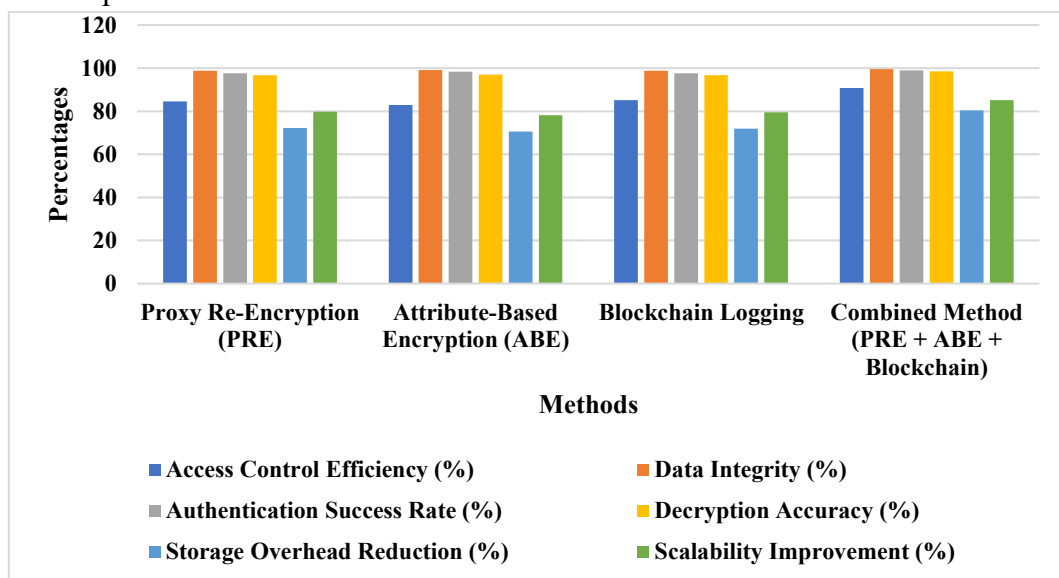 120
100
80
60
40
20
0
Percentages
Proxy Re-Encryption
(PRE)
Attribute-Based
Encryption (ABE)
Blockchain Logging
Combined Method
(PRE + ABE +
Blockchain)
Methods
Access Control Efficiency (%)
Data Integrity (%)
Authentication Success Rate (%)
Decryption Accuracy (%)
Storage Overhead Reduction (%)
Scalability Improvement (%)